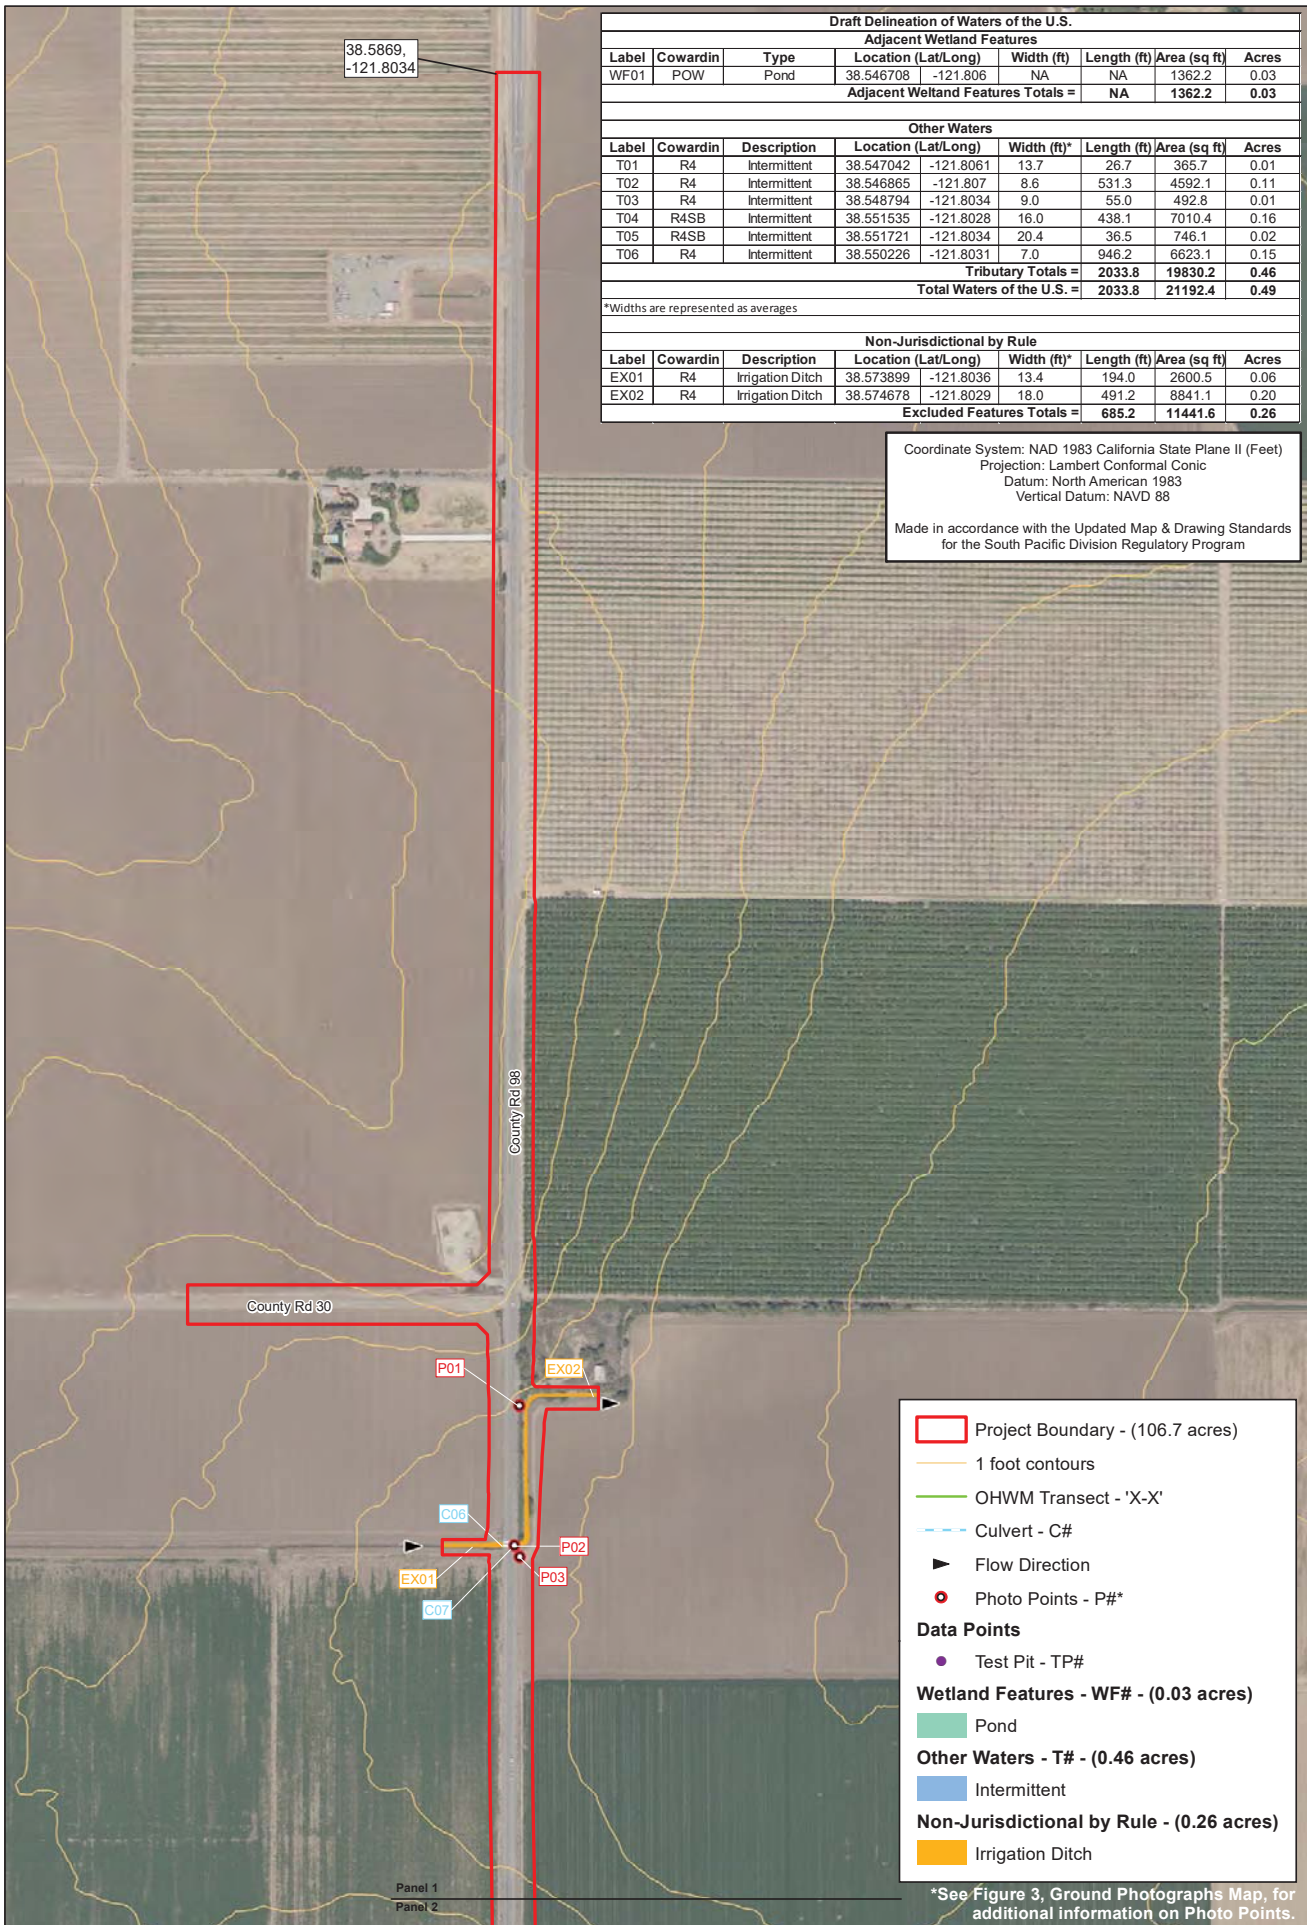 38.5869,
-121.8034
Draft Delineation of Waters of the U.S.
Adjacent Wetland Features
Label Cowardin Type Location (Lat/Long) Width (ft) Length (ft) Area (sq ft) Acres
WF01 POW Pond 38.546708 -121.806 NA NA 1362.2 0.03
Adjacent Weltand Features Totals = NA 1362.2 0.03
Other Waters
Label Cowardin Description Location (Lat/Long) Width (ft)* Length (ft) Area (sq ft) Acres
T01 R4 Intermittent 38.547042 -121.8061 13.7 26.7 365.7 0.01
T02 R4 Intermittent 38.546865 -121.807 8.6 531.3 4592.1 0.11
T03 R4 Intermittent 38.548794 -121.8034 9.0 55.0 492.8 0.01
T04 R4SB Intermittent 38.551535 -121.8028 16.0 438.1 7010.4 0.16
T05 R4SB Intermittent 38.551721 -121.8034 20.4 36.5 746.1 0.02
T06 R4 Intermittent 38.550226 -121.8031 7.0 946.2 6623.1 0.15
Tributary Totals = 2033.8 19830.2 0.46
Total Waters of the U.S. = 2033.8 21192.4 0.49
*Widths are represented as averages
Non-Jurisdictional by Rule
Label Cowardin Description Location (Lat/Long) Width (ft)* Length (ft) Area (sq ft) Acres
EX01 R4 Irrigation Ditch 38.573899 -121.8036 13.4 194.0 2600.5 0.06
EX02 R4 Irrigation Ditch 38.574678 -121.8029 18.0 491.2 8841.1 0.20
Excluded Features Totals = 685.2 11441.6 0.26
Coordinate System: NAD 1983 California State Plane II (Feet)
Projection: Lambert Conformal Conic
Datum: North American 1983
Vertical Datum: NAVD 88
Made in accordance with the Updated Map & Drawing Standards
for the South Pacific Division Regulatory Program
County Rd 98
County Rd 30
P01
EX02
C06
P02
EX01
P03
C07
Project Boundary - (106.7 acres)
1 foot contours
OHWM Transect - 'X-X'
Culvert - C#
Flow Direction
Photo Points - P#*
Data Points
Test Pit - TP#
Wetland Features - WF# - (0.03 acres)
Pond
Other Waters - T# - (0.46 acres)
Intermittent
Non-Jurisdictional by Rule - (0.26 acres)
Irrigation Ditch
Panel 1
Panel 2
*See Figure 3, Ground Photographs Map, for
additional information on Photo Points.